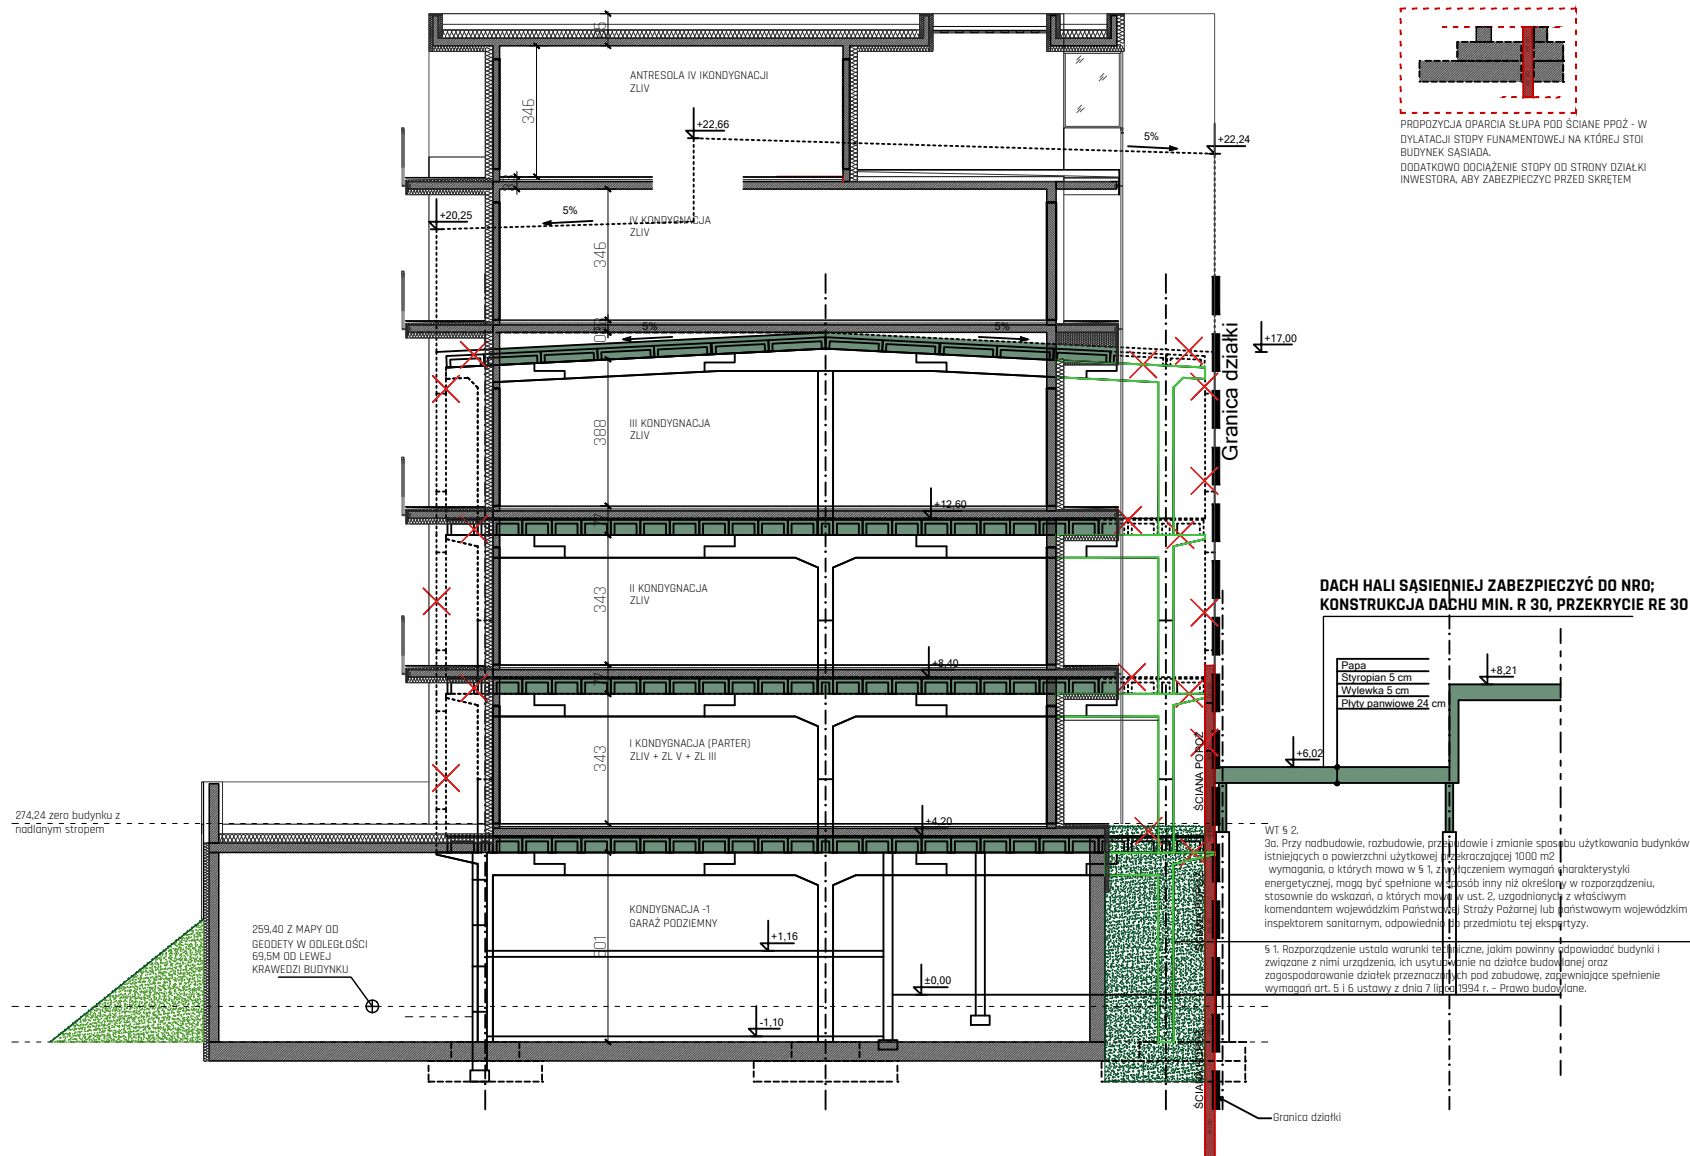 35
ANTRESOLA IV IKONDYGNACJI
ZLIV
346
+22,66
5%
+22,24
PROPOZYCJA OPARCIA SŁUPA POD ŚCIANE PPOŻ - W
DYLATACJI STOPY FUNAMENTOWEJ NA KTÓREJ STOI
BUDYNEK SĄSIADA.
DODATKOWO DOCIĄŻENIE STOPY OD STRONY DZIAŁKI
INWESTORA, ABY ZABEZPIECZYC PRZED SKRĘTEM
+20,25
5%
IV KONDYGNACJA
ZLIV
346
5%
5%
+17,00
Granica działki
III KONDYGNACJA
ZLIV
388
+12,60
77
II KONDYGNACJA
ZLIV
343
+8,40
77
DACH HALI SĄSIEDNIEJ ZABEZPIECZYĆ DO NRO;
KONSTRUKCJA DACHU MIN. R 30, PRZEKRYCIE RE 30
Papa
Styropian 5 cm
Wylewka 5 cm
Płyty panwiowe 24 cm
+8,21
+6,02
I KONDYGNACJA (PARTER)
ZLIV + ZL V + ZL III
343
ŚCIANA POPOŻ
274,24 zero budynku z
nadlanym stropem
+4,20
WT § 2.
3a. Przy nadbudowie, rozbudowie, przebudowie i zmianie sposobu użytkowania budynków
istniejących o powierzchni użytkowej przekraczającej 1000 m2
wymagania, o których mowa w § 1, z wyłączeniem wymagań charakterystyki
energetycznej, mogą być spełnione w sposób inny niż określony w rozporządzeniu,
stosownie do wskazań, o których mowa w ust. 2, uzgodnionych z właściwym
komendantem wojewódzkim Państwowej Straży Pożarnej lub państwowym wojewódzkim
inspektorem sanitarnym, odpowiednio do przedmiotu tej ekspertyzy.
§ 1. Rozporządzenie ustala warunki techniczne, jakim powinny odpowiadać budynki i
związane z nimi urządzenia, ich usytuowanie na działce budowlanej oraz
zagospodarowanie działek przeznaczonych pod zabudowę, zapewniające spełnienie
wymagań art. 5 i 6 ustawy z dnia 7 lipca 1994 r. – Prawo budowlane.
KONDYGNACJA -1
GARAŻ PODZIEMNY
501
+1,16
±0,00
-1,10
259,40 Z MAPY OD
GEODETY W ODLEGŁOŚCI
69,5M OD LEWEJ
KRAWEDZI BUDYNKU
Granica działki